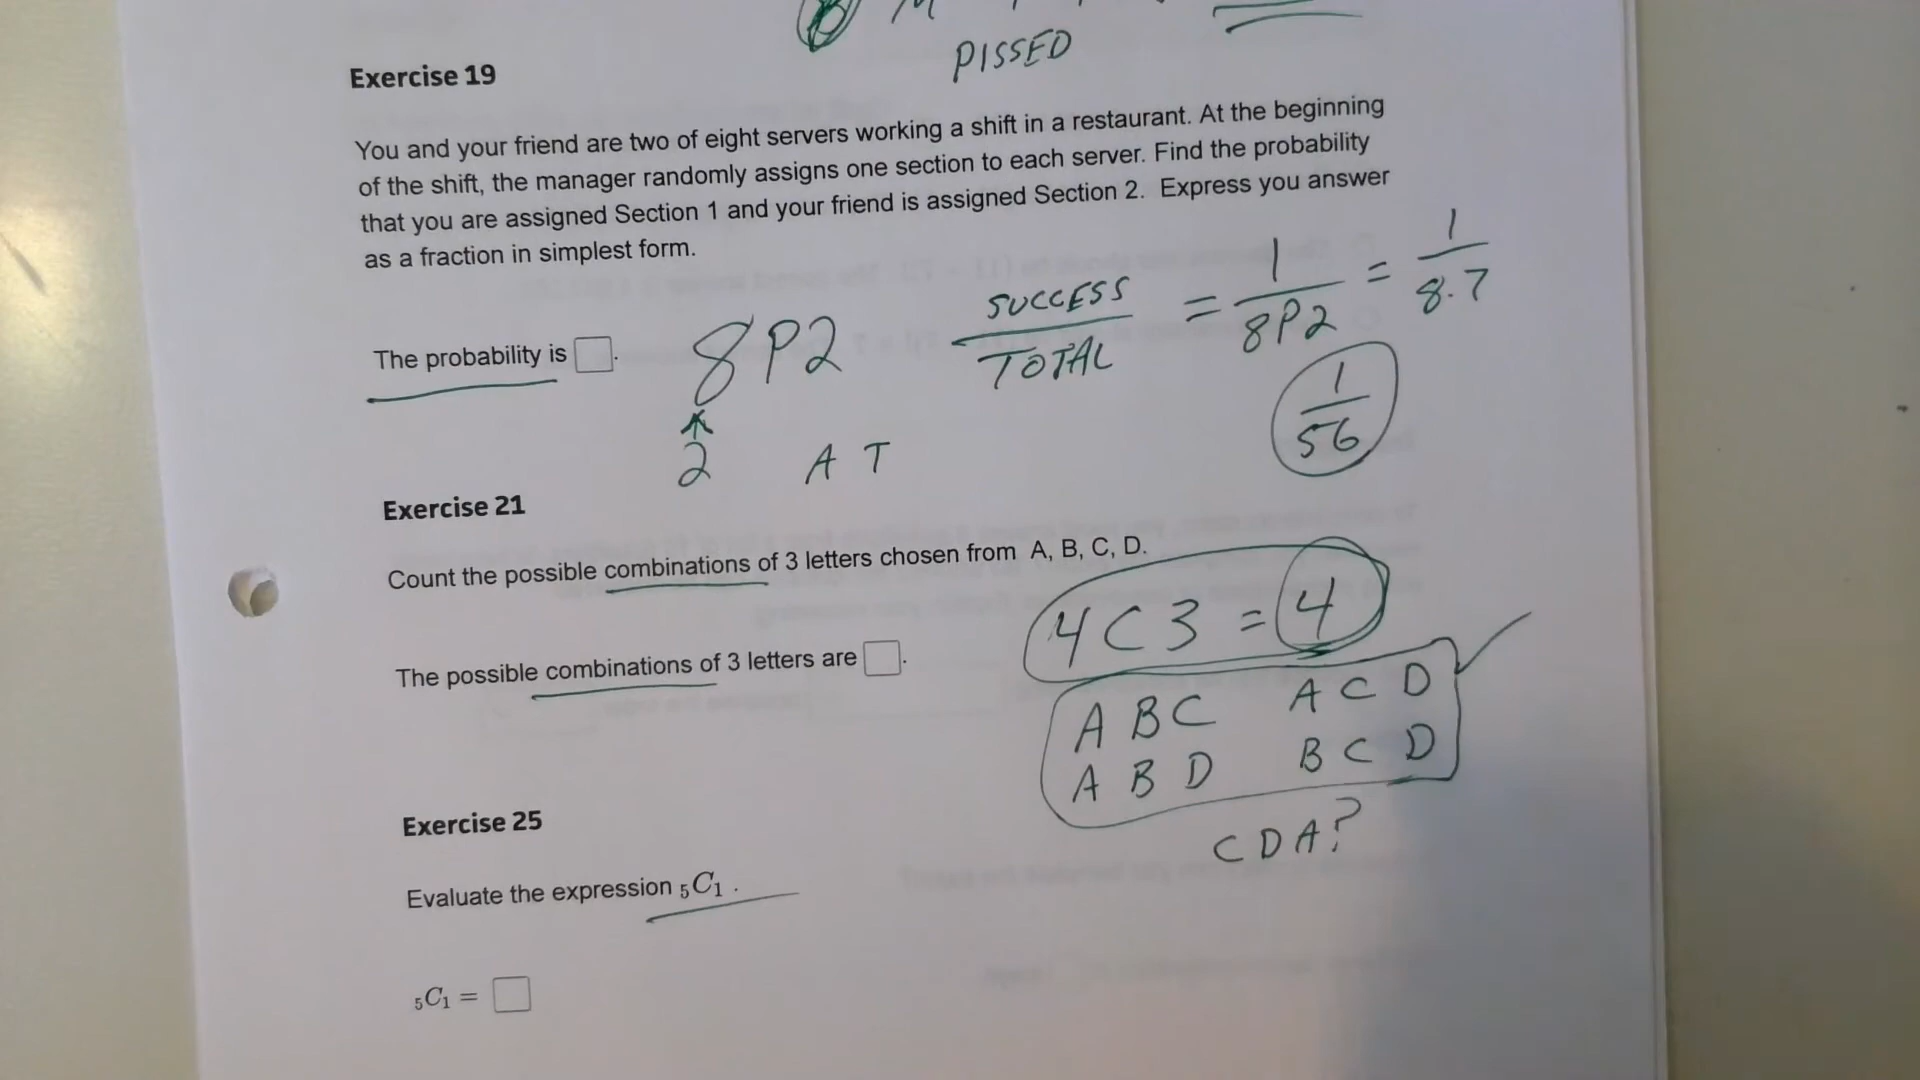 PISSED
Exercise 19
You and your friend are two of eight servers working a shift in a restaurant. At the beginning
of the shift, the manager randomly assigns one section to each server. Find the probability
that you are assigned Section 1 and your friend is assigned Section 2. Express you answer
as a fraction in simplest form.
The probability is .
8P2
SUCCESS
TOTAL
= 1/8P2 = 1/8.7
1/56
2 A T
Exercise 21
Count the possible combinations of 3 letters chosen from A, B, C, D.
4C3 = 4
The possible combinations of 3 letters are .
A B C A C D
A B D B C D
C D A ?
Exercise 25
Evaluate the expression ₅C₁ .
₅C₁ =